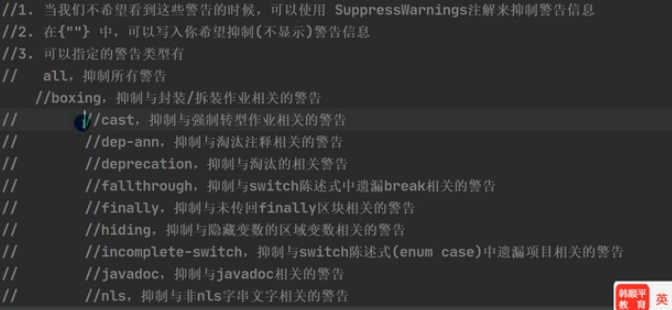 //1. 当我们不希望看到这些警告的时候，可以使用 SuppressWarnings注解来抑制警告信息
//2. 在{""} 中，可以写入你希望抑制(不显示)警告信息
//3. 可以指定的警告类型有
// all，抑制所有警告
//boxing，抑制与封装/拆装作业相关的警告
// //cast，抑制与强制转型作业相关的警告
// //dep-ann，抑制与淘汰注释相关的警告
// //deprecation，抑制与淘汰的相关警告
// //fallthrough，抑制与switch陈述式中遗漏break相关的警告
// //finally，抑制与未传回finally区块相关的警告
// //hiding，抑制与隐藏变数的区域变数相关的警告
// //incomplete-switch，抑制与switch陈述式(enum case)中遗漏项目相关的警告
// //javadoc，抑制与javadoc相关的警告
// //nls，抑制与非nls字串文字相关的警告
韩顺平
教育
英